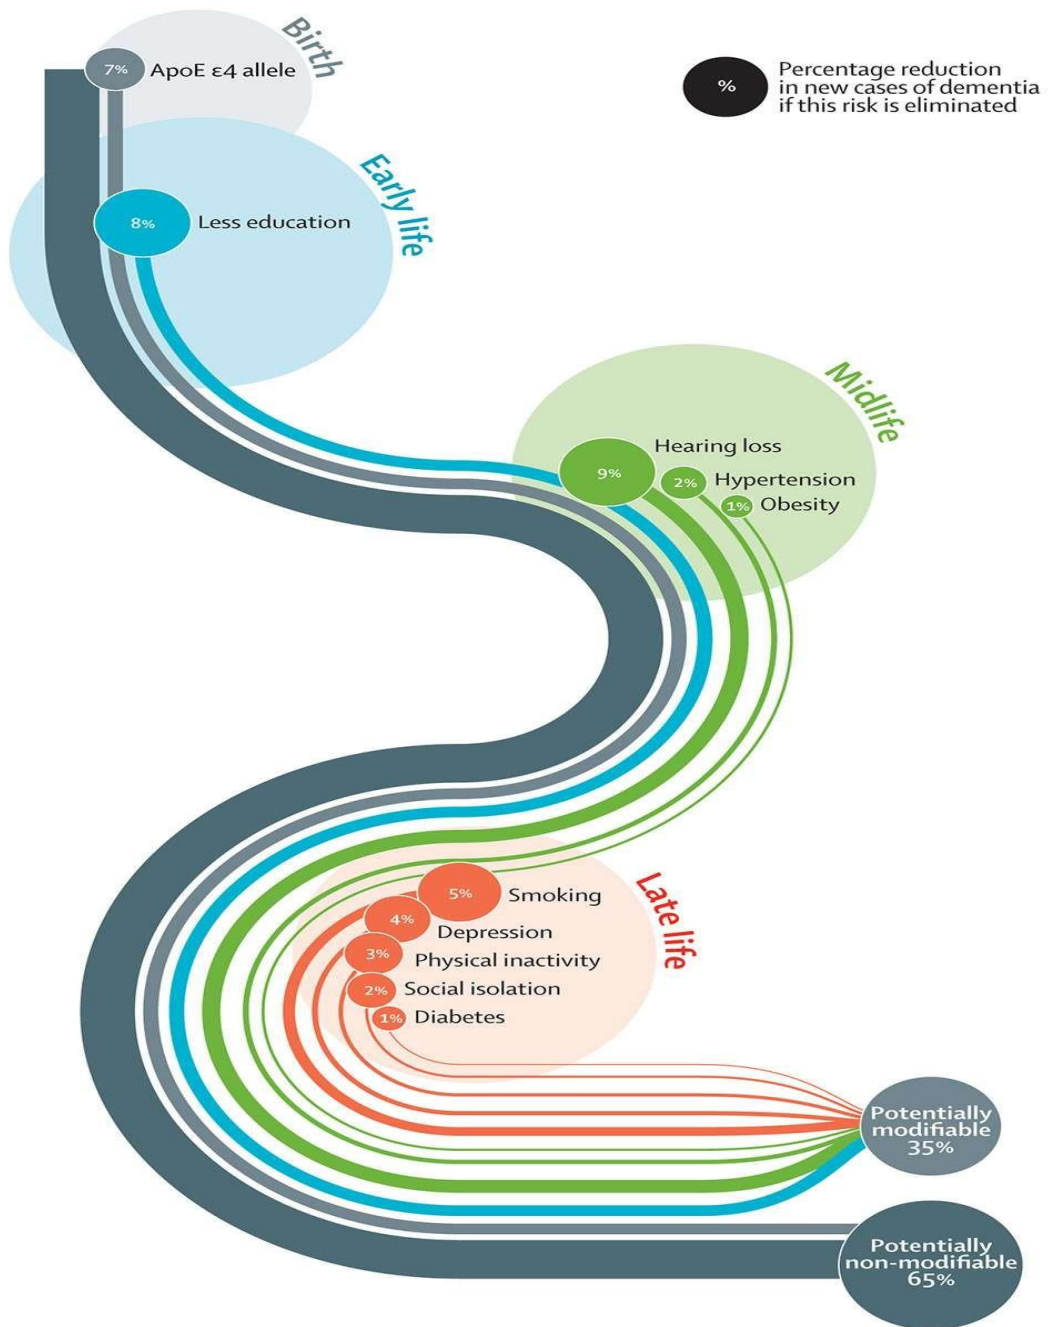 Birth
7%
ApoE ε4 allele
%
Percentage reduction
in new cases of dementia
if this risk is eliminated
Early life
8%
Less education
Midlife
Hearing loss
9%
2%
Hypertension
1%
Obesity
Late life
5%
Smoking
4%
Depression
3%
Physical inactivity
2%
Social isolation
1%
Diabetes
Potentially
modifiable
35%
Potentially
non-modifiable
65%